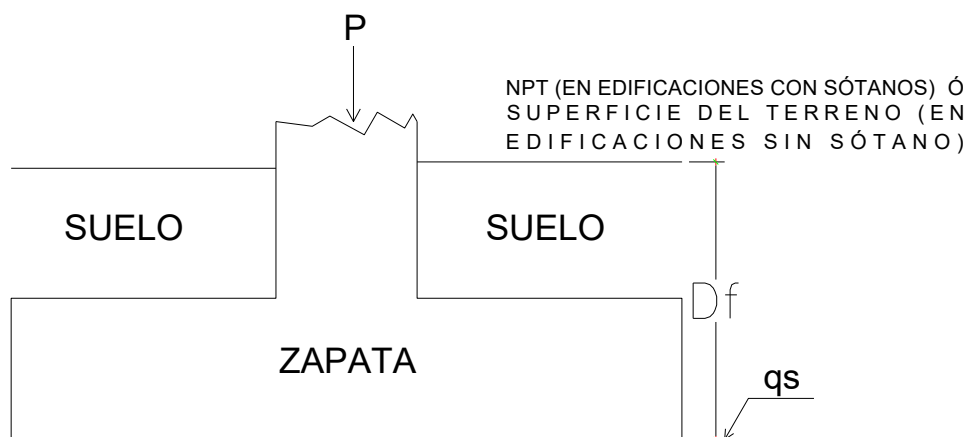 P
NPT (EN EDIFICACIONES CON SÓTANOS) Ó
SUPERFICIE DEL TERRENO (EN
EDIFICACIONES SIN SÓTANO)
SUELO
SUELO
Df
ZAPATA
qs